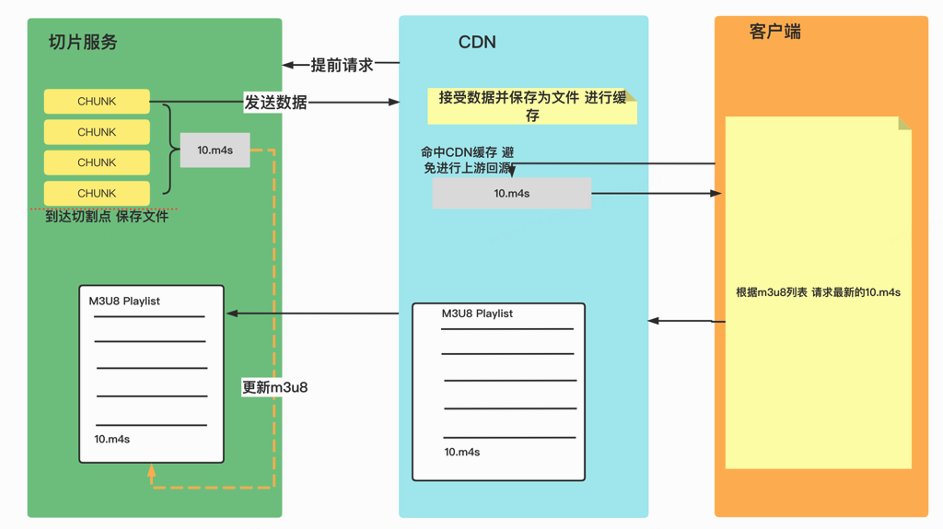 切片服务
CDN
客户端
提前请求
CHUNK
发送数据
接受数据并保存为文件 进行缓
存
CHUNK
10.m4s
CHUNK
命中CDN缓存 避
免进行上游回源
CHUNK
10.m4s
到达切割点 保存文件
根据m3u8列表 请求最新的10.m4s
M3U8 Playlist
M3U8 Playlist
更新m3u8
10.m4s
10.m4s